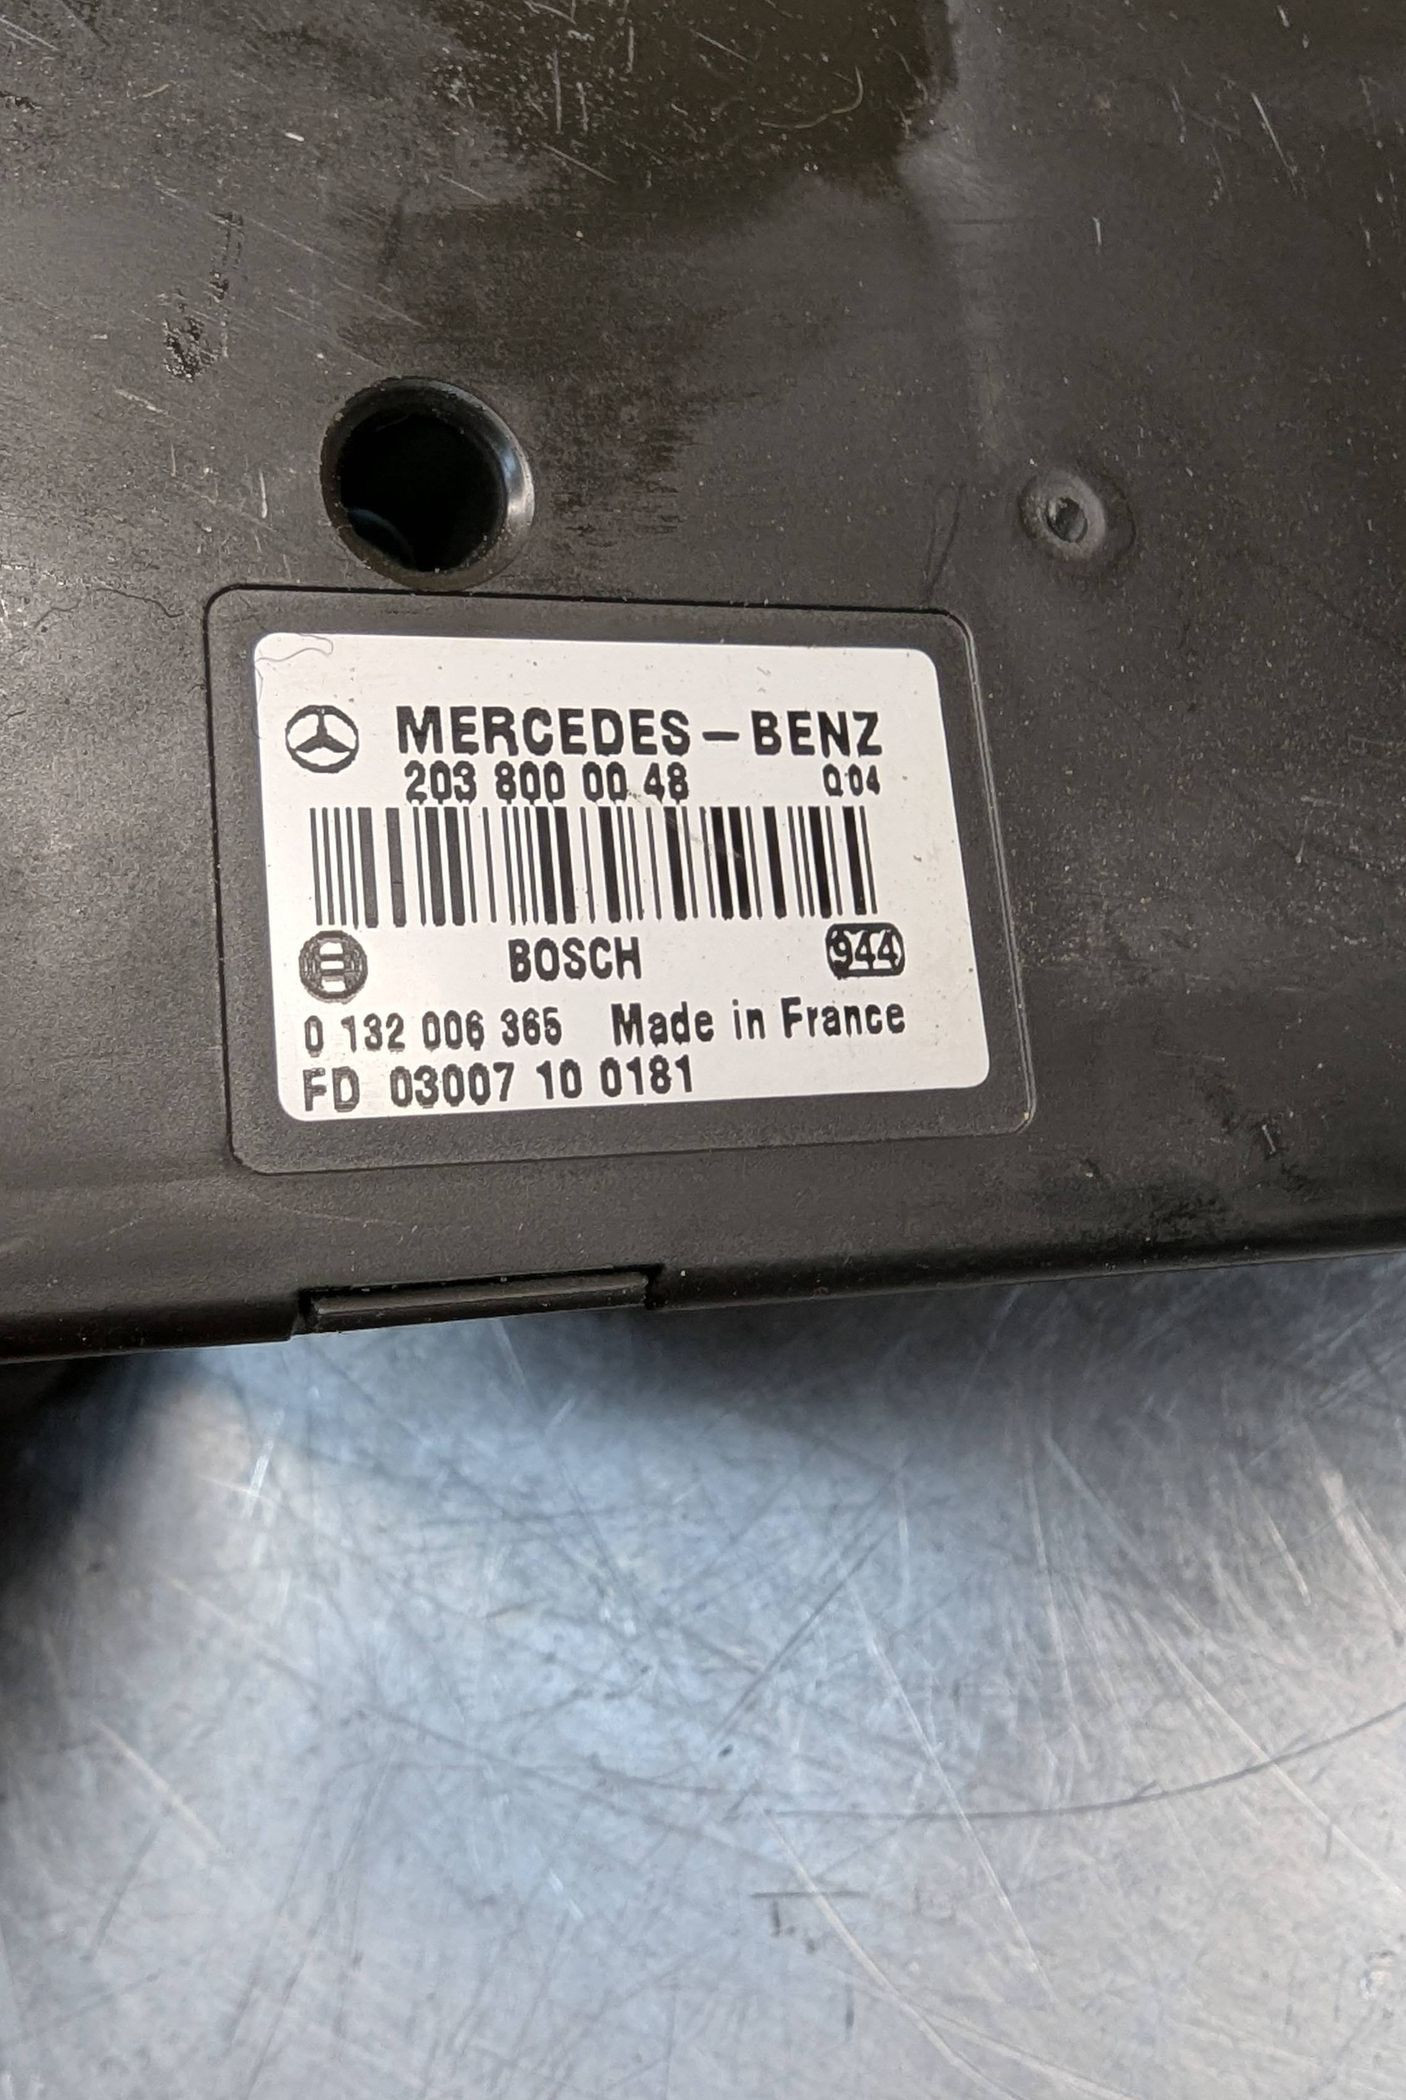 MERCEDES-BENZ
203 800 00 48 Q04
BOSCH 944
0 132 006 365 Made in France
FD 03007 10 0181